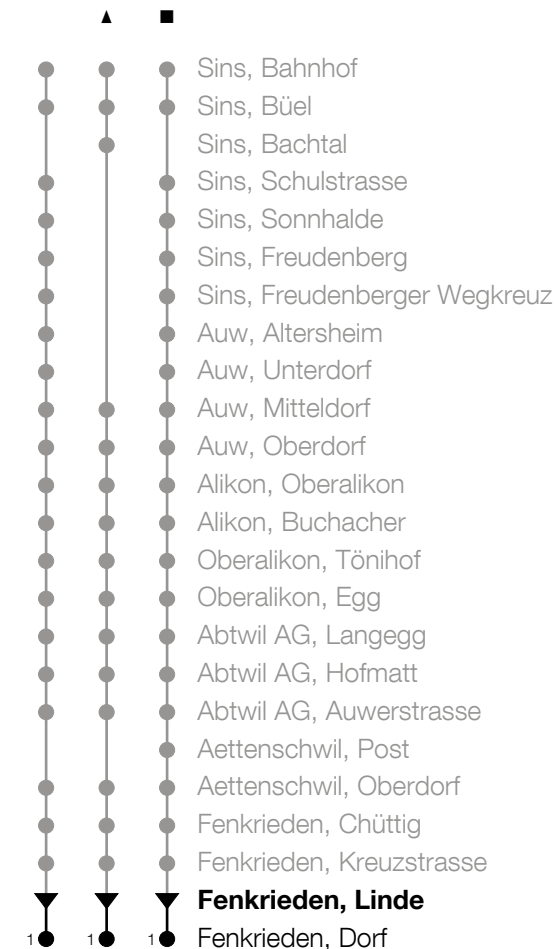 ▲ ■
Sins, Bahnhof
Sins, Büel
Sins, Bachtal
Sins, Schulstrasse
Sins, Sonnhalde
Sins, Freudenberg
Sins, Freudenberger Wegkreuz
Auw, Altersheim
Auw, Unterdorf
Auw, Mitteldorf
Auw, Oberdorf
Alikon, Oberalikon
Alikon, Buchacher
Oberalikon, Tönihof
Oberalikon, Egg
Abtwil AG, Langegg
Abtwil AG, Hofmatt
Abtwil AG, Auwerstrasse
Aettenschwil, Post
Aettenschwil, Oberdorf
Fenkrieden, Chüttig
Fenkrieden, Kreuzstrasse
Fenkrieden, Linde
1 1 1 Fenkrieden, Dorf